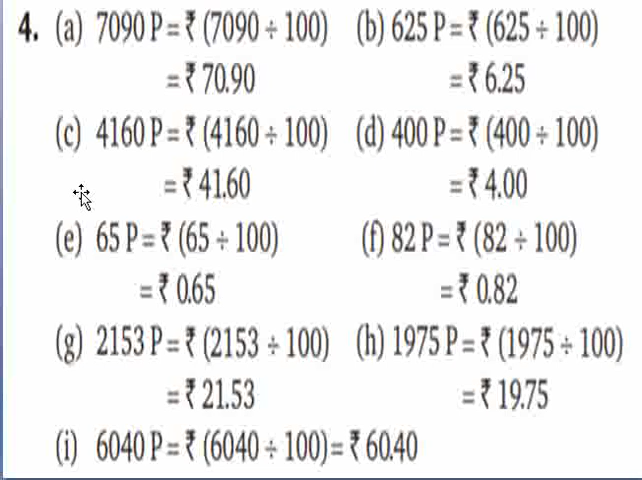 4. (a) 7090 P = ₹ (7090 ÷ 100) (b) 625 P = ₹ (625 ÷ 100)
= ₹ 70.90 = ₹ 6.25
(c) 4160 P = ₹ (4160 ÷ 100) (d) 400 P = ₹ (400 ÷ 100)
= ₹ 41.60 = ₹ 4.00
(e) 65 P = ₹ (65 ÷ 100) (f) 82 P = ₹ (82 ÷ 100)
= ₹ 0.65 = ₹ 0.82
(g) 2153 P = ₹ (2153 ÷ 100) (h) 1975 P = ₹ (1975 ÷ 100)
= ₹ 21.53 = ₹ 19.75
(i) 6040 P = ₹ (6040 ÷ 100) = ₹ 60.40